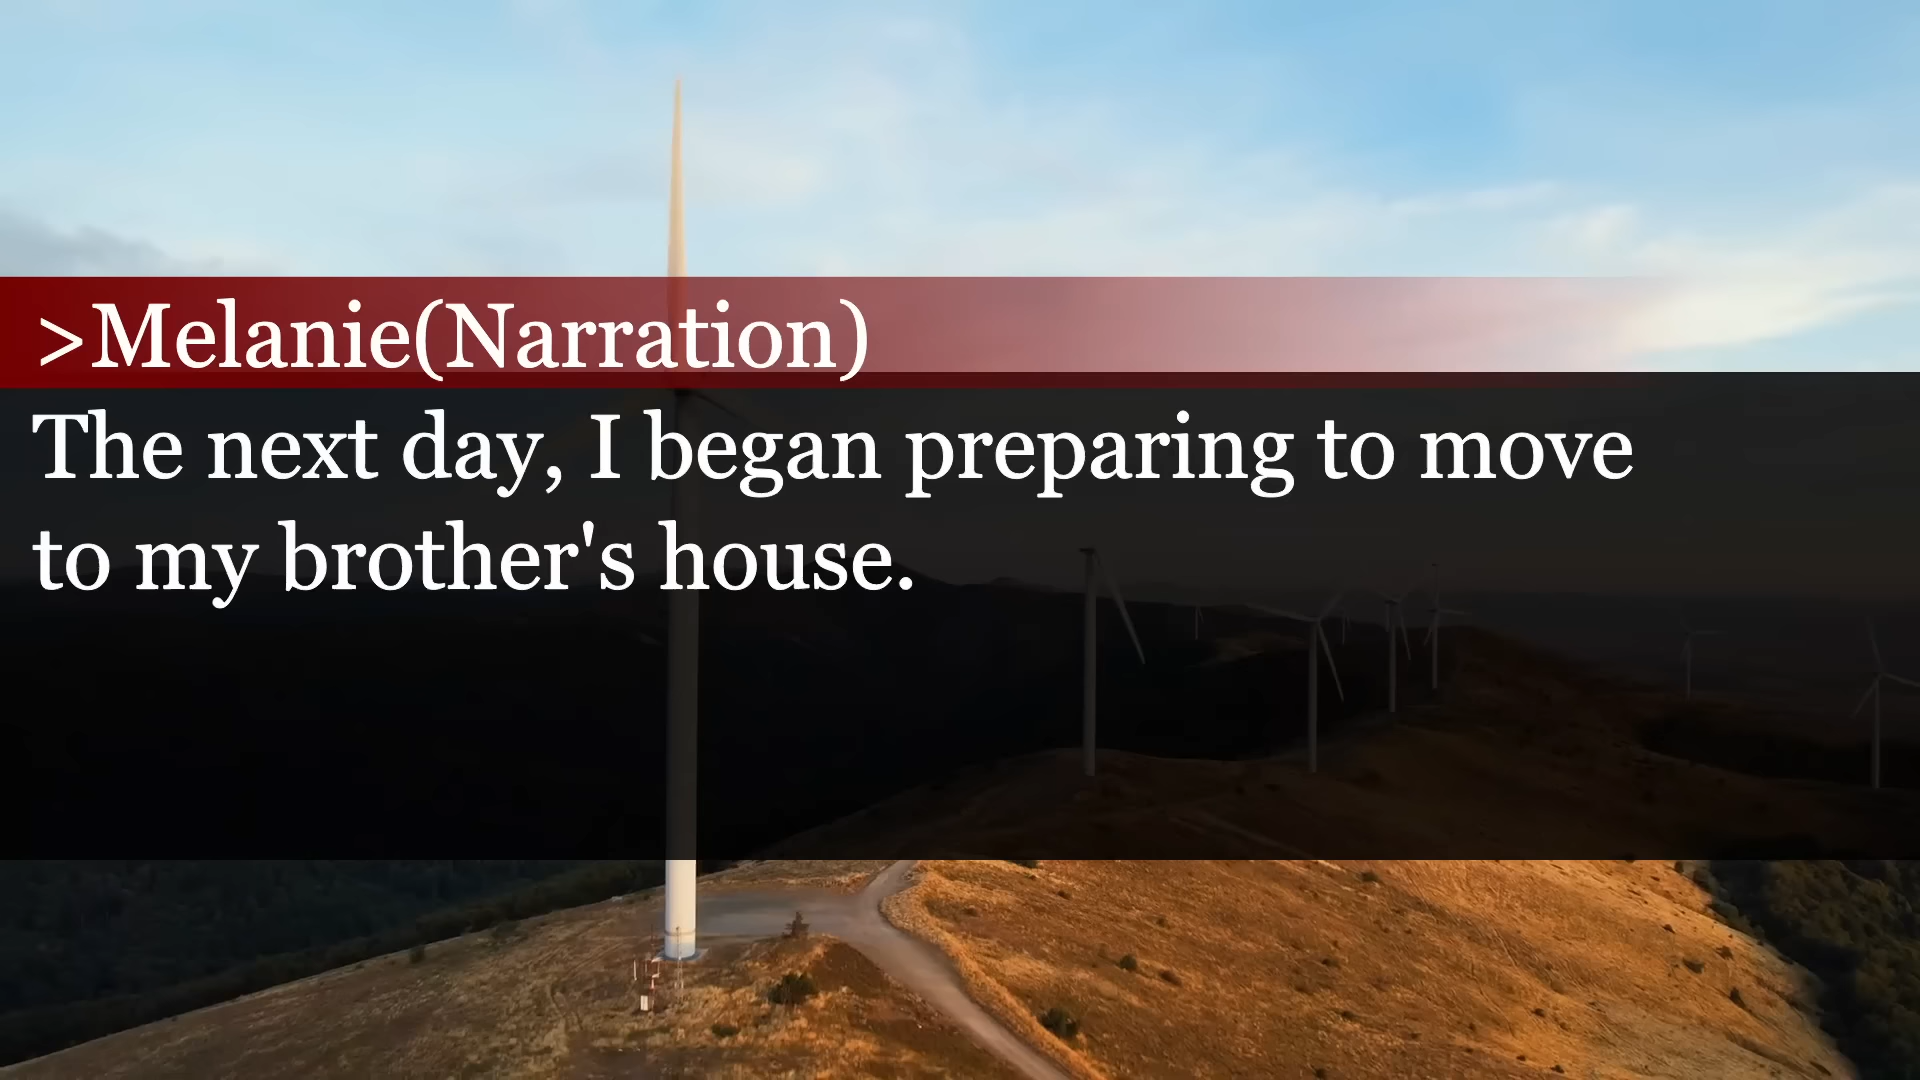 >Melanie(Narration)
The next day, I began preparing to move
to my brother's house.